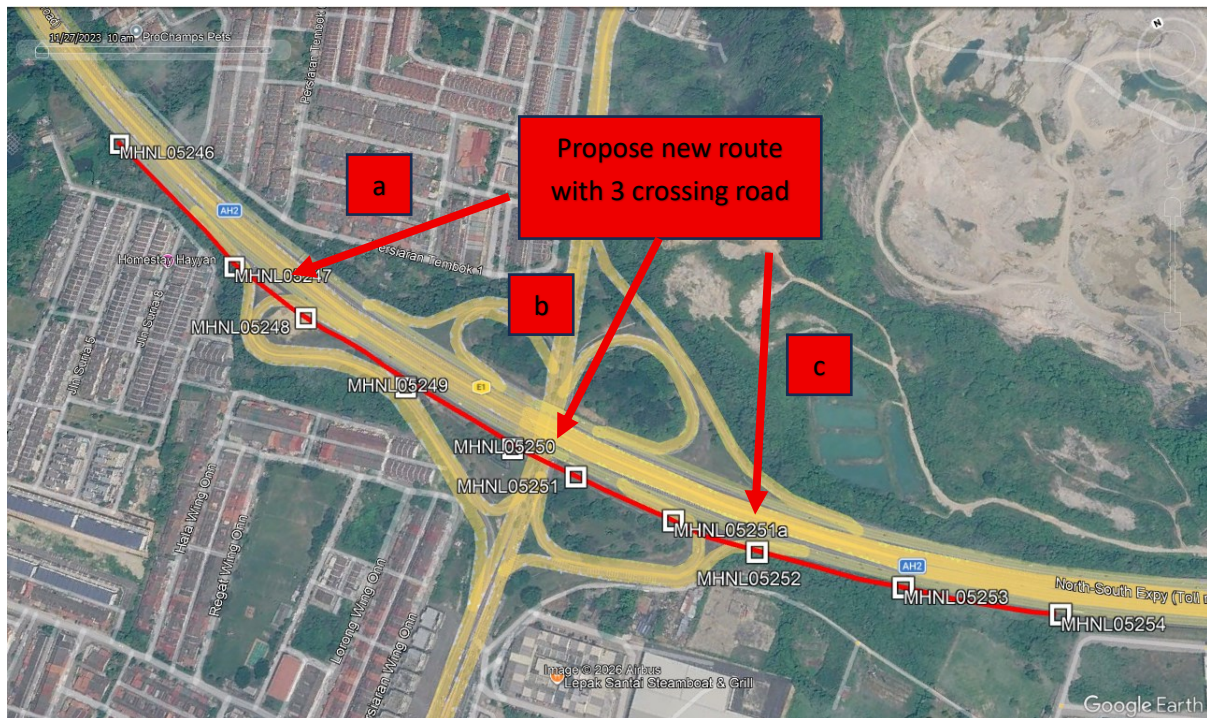 Road
11/27/2023 10 am
ProChamps Pets
Persiaran Tembok
Propose new route
with 3 crossing road
MHNL05246
a
AH2
Persiaran Tembok 1
Homestay Hayyan
MHNL05247
b
Jln Suria 8
Jln Suria 5
MHNL05248
c
E1
MHNL05249
MHNL05250
MHNL05251
MHNL05251a
MHNL05252
AH2
MHNL05253
North-South Expy (Toll r
MHNL05254
Hala Wing Onn
Regat Wing Onn
Lorong Wing Onn
Persiaran Wing Onn
Image © 2026 Airbus
Lepak Santai Steamboat & Grill
Google Earth
N